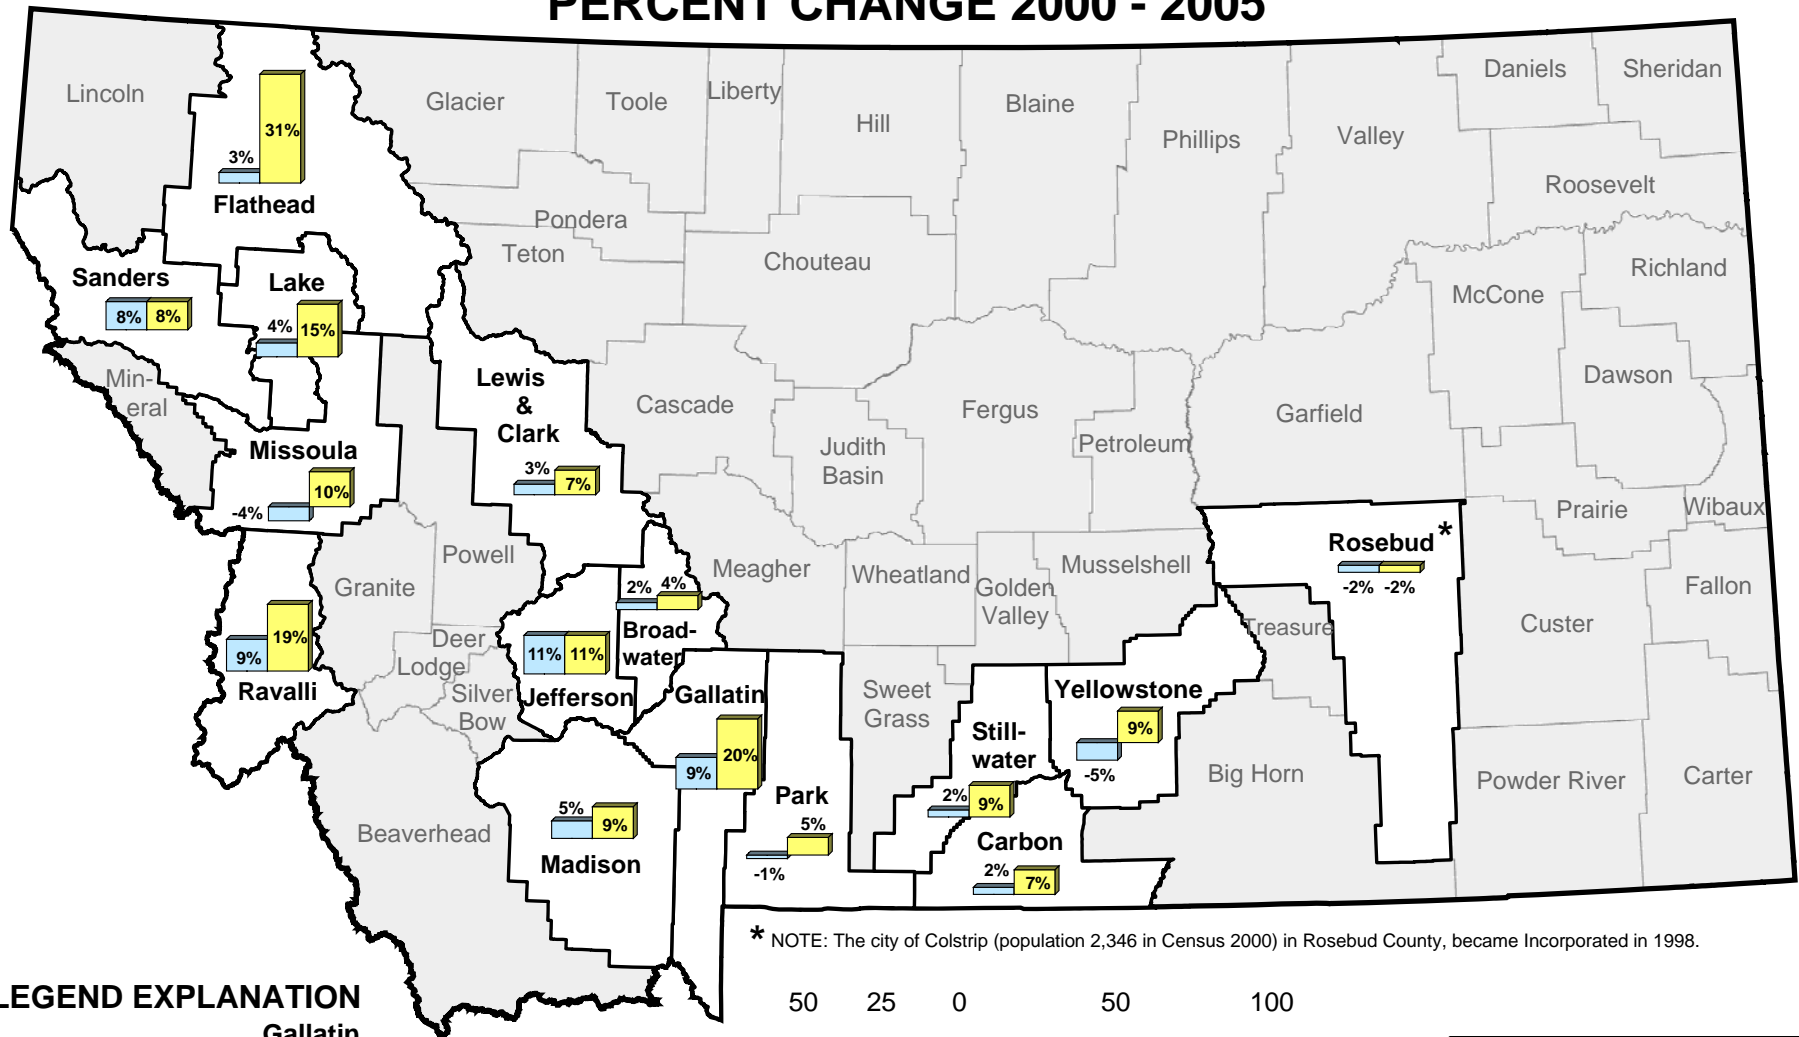 PERCENT CHANGE 2000 - 2005
Lincoln
Glacier
Toole
Liberty
Hill
Blaine
Phillips
Valley
Daniels
Sheridan
Roosevelt
3%
31%
Flathead
Pondera
Teton
Chouteau
McCone
Richland
Sanders
8%
8%
Lake
4%
15%
Min-
eral
Lewis
&
Clark
3%
7%
Cascade
Judith
Basin
Fergus
Petroleum
Garfield
Dawson
Missoula
-4%
10%
Prairie
Wibaux
Powell
Granite
Meagher
Wheatland
Golden
Valley
Musselshell
Rosebud *
-2%
-2%
Treasure
Custer
Fallon
2%
4%
Broad-
water
9%
19%
Ravalli
Deer
Lodge
Silver
Bow
11%
11%
Jefferson
Gallatin
9%
20%
Sweet
Grass
Still-
water
2%
9%
Yellowstone
-5%
9%
Big Horn
Powder River
Carter
Beaverhead
5%
9%
Madison
Park
-1%
5%
Carbon
2%
7%
* NOTE: The city of Colstrip (population 2,346 in Census 2000) in Rosebud County, became Incorporated in 1998.
LEGEND EXPLANATION
Gallatin
50 25 0 50 100